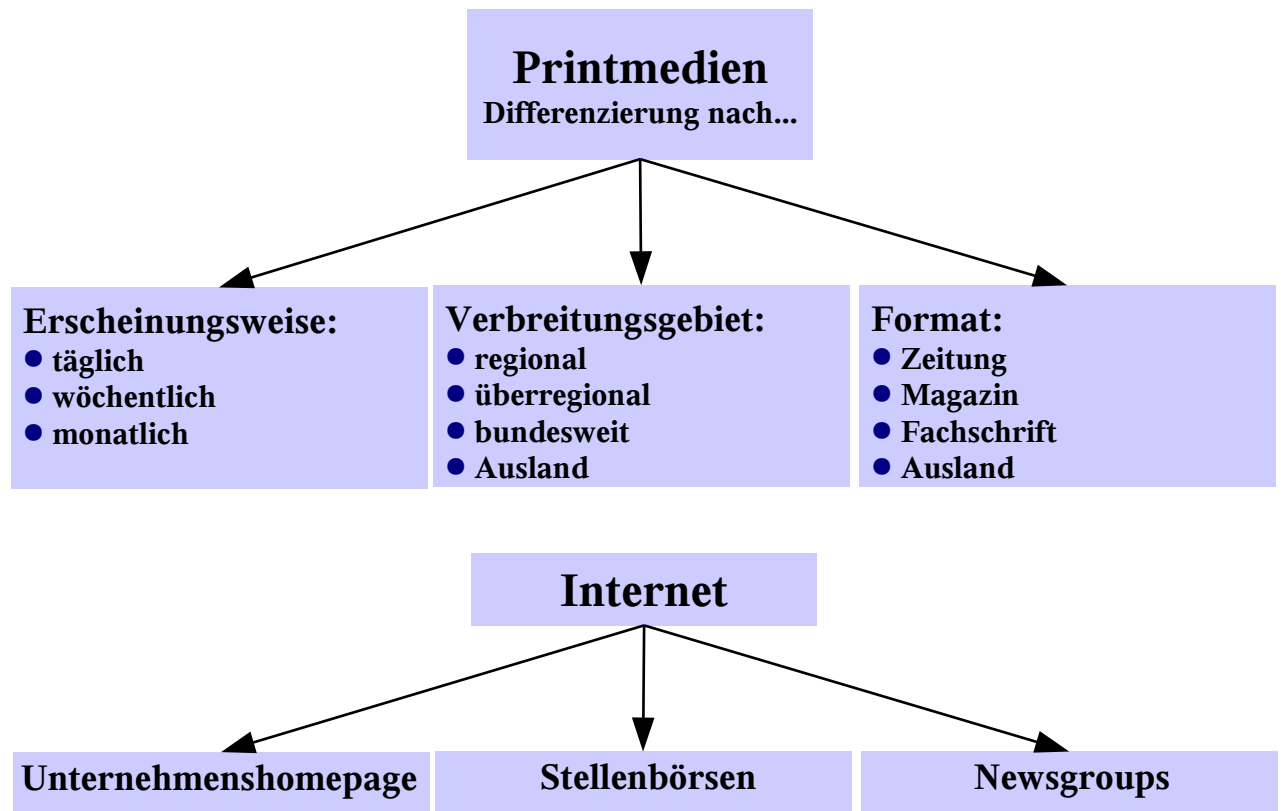 Printmedien
Differenzierung nach...
Erscheinungsweise:
● täglich
● wöchentlich
● monatlich
Verbreitungsgebiet:
● regional
● überregional
● bundesweit
● Ausland
Format:
● Zeitung
● Magazin
● Fachschrift
● Ausland
Internet
Unternehmenshomepage
Stellenbörsen
Newsgroups